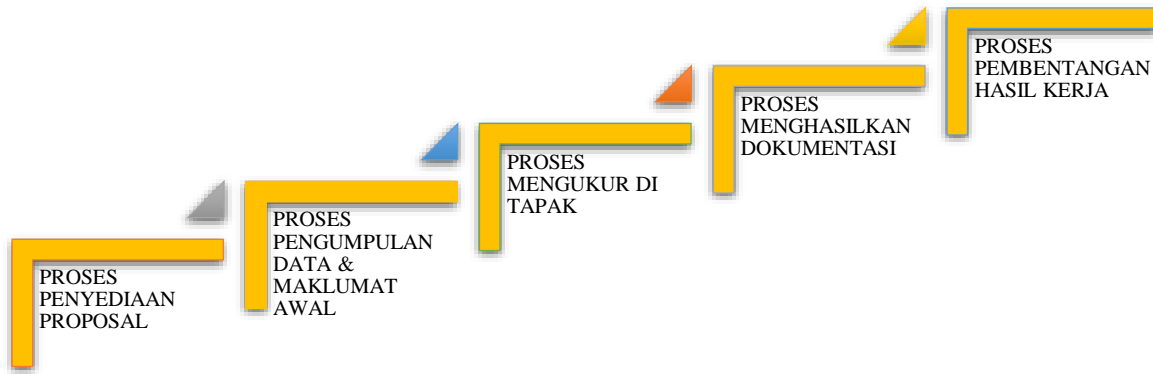 PROSES
PENYEDIAAN
PROPOSAL
PROSES
PENGUMPULAN
DATA &
MAKLUMAT
AWAL
PROSES
MENGUKUR DI
TAPAK
PROSES
MENGHASILKAN
DOKUMENTASI
PROSES
PEMBENTANGAN
HASIL KERJA